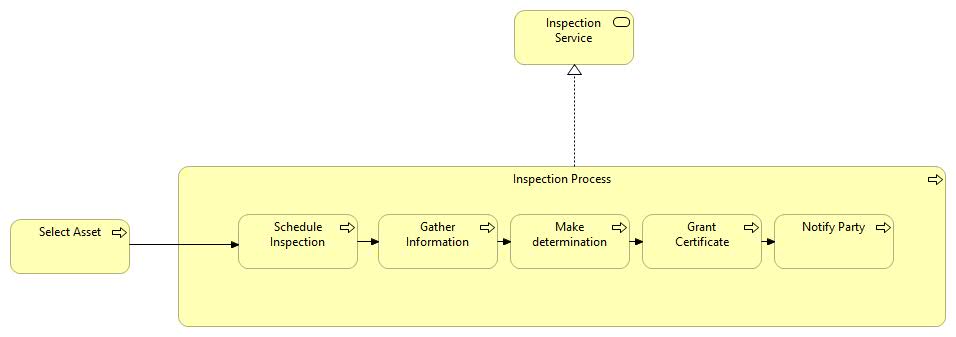 Inspection
Service
Inspection Process
Select Asset
Schedule
Inspection
Gather
Information
Make
determination
Grant
Certificate
Notify Party